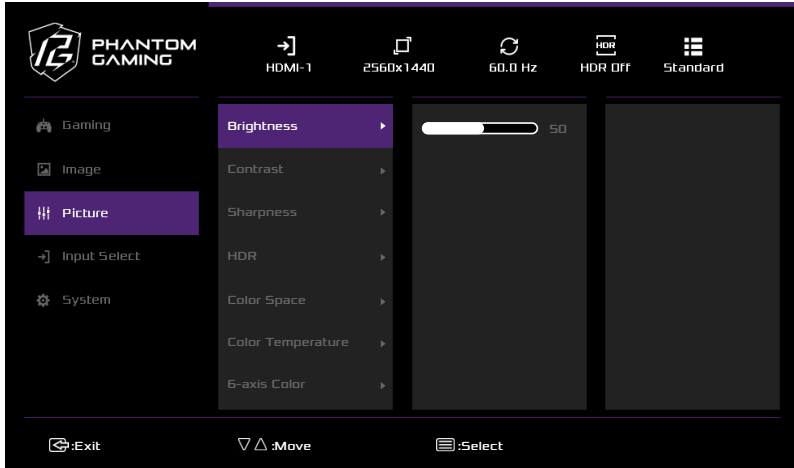 PHANTOM
GAMING
HDMI-1
2560x1440
60.0 Hz
HDR
HDR Off
Standard
Gaming
Image
Picture
Input Select
System
Brightness
Contrast
Sharpness
HDR
Color Space
Color Temperature
6-axis Color
50
:Exit
:Move
:Select